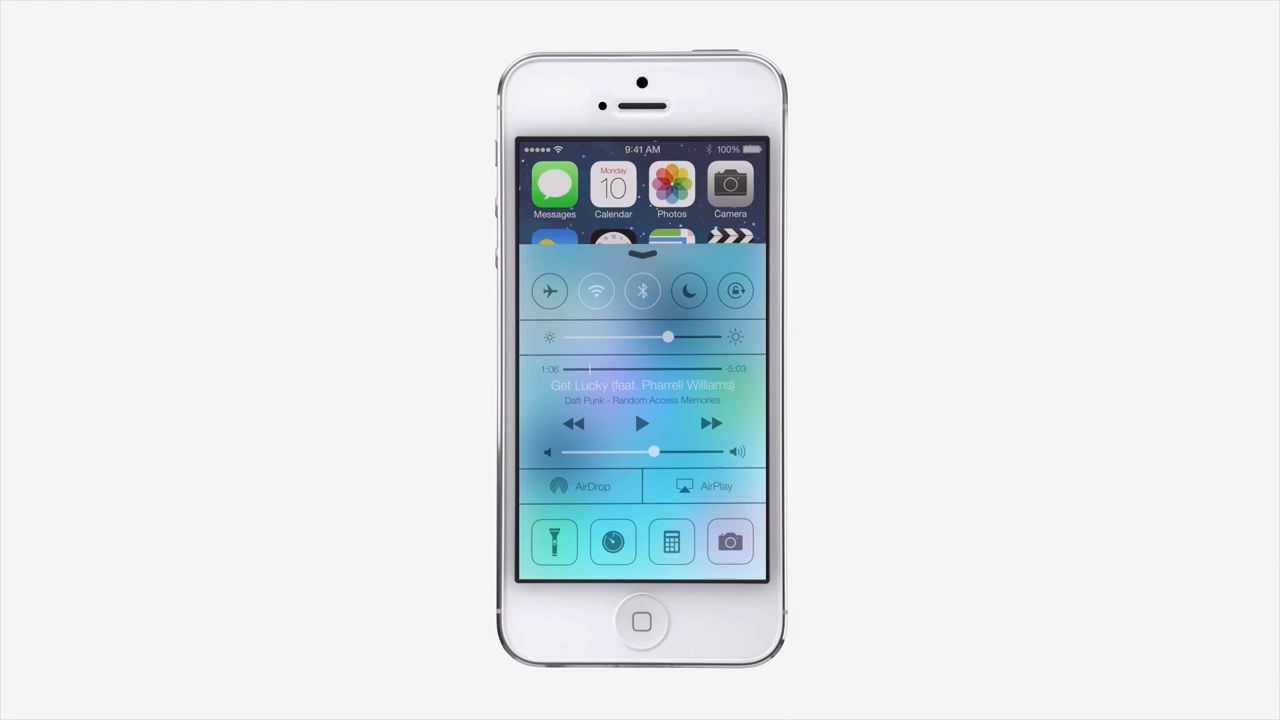 9:41 AM 100%
Monday
10
Messages Calendar Photos Camera
1:06 -5:03
Get Lucky (feat. Pharrell Williams)
Daft Punk - Random Access Memories
AirDrop AirPlay